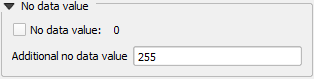 No data value
No data value: 0
Additional no data value 255